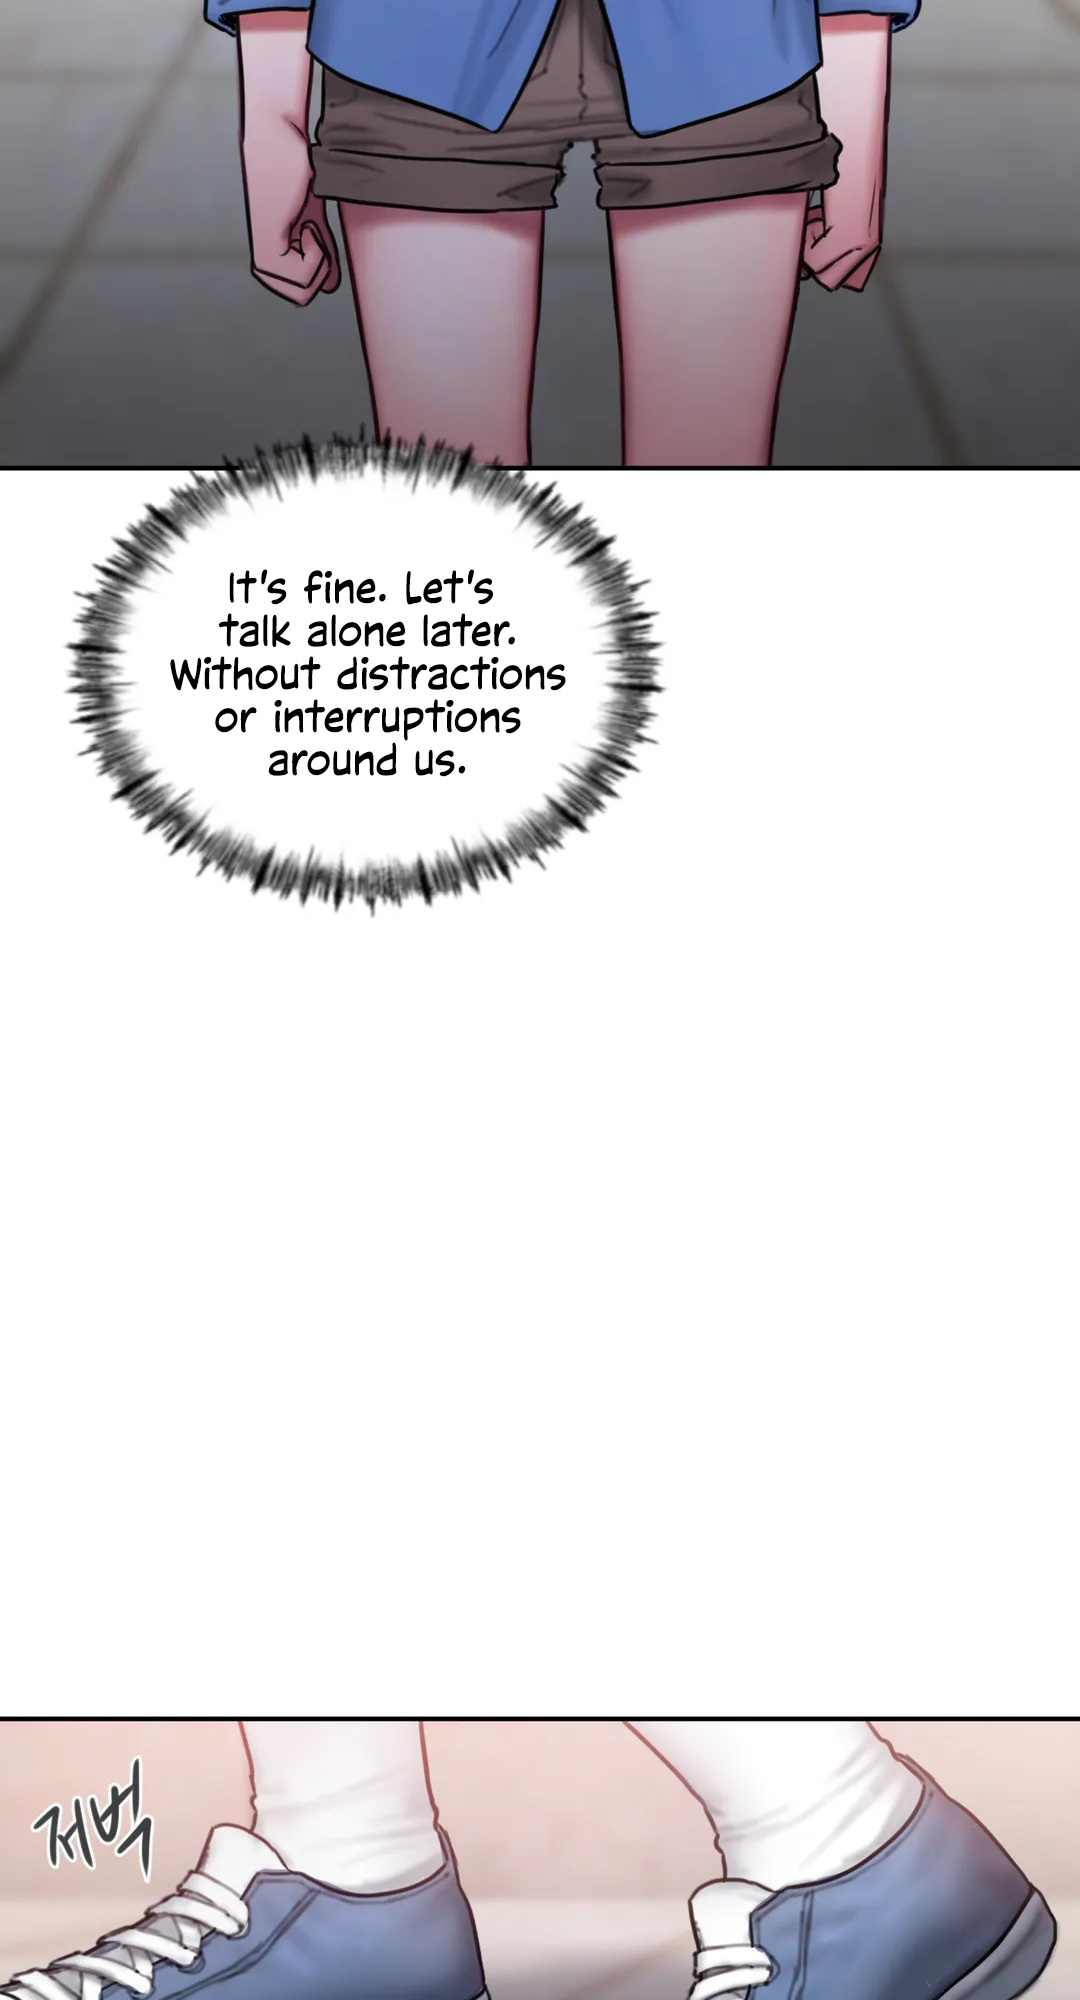 It's fine. Let's
talk alone later.
Without distractions
or interruptions
around us.
저벅